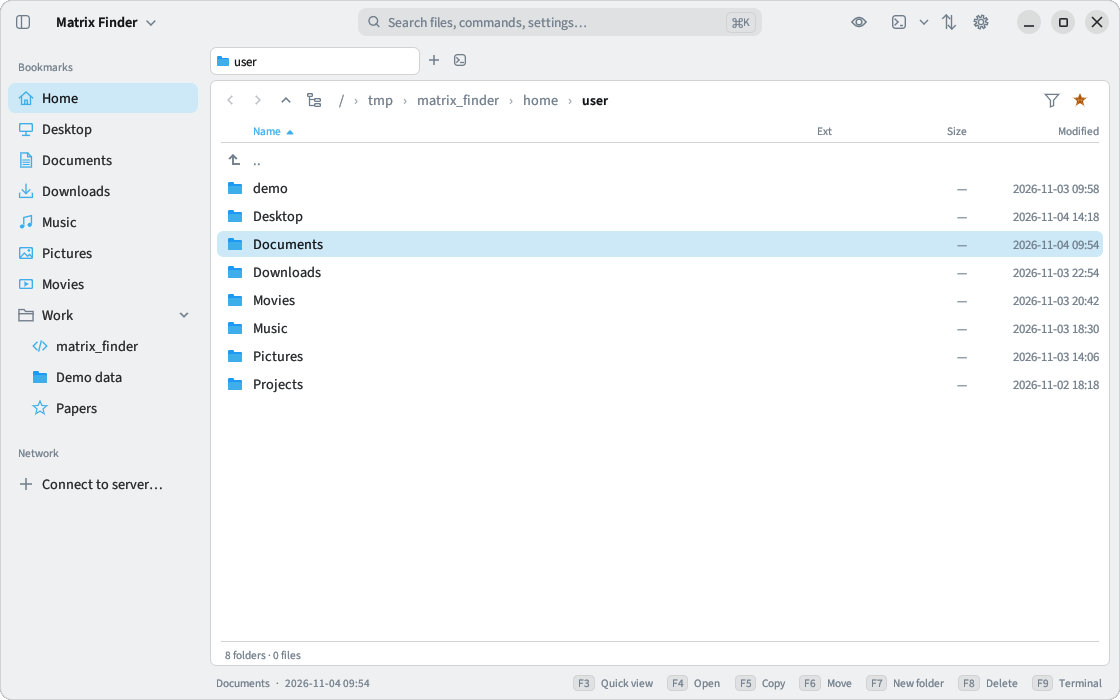 Matrix Finder
Search files, commands, settings… ⌘K
Bookmarks
Home
Desktop
Documents
Downloads
Music
Pictures
Movies
Work
matrix_finder
Demo data
Papers
Network
Connect to server…
user
/ › tmp › matrix_finder › home › user
Name Ext Size Modified
..
demo — 2026-11-03 09:58
Desktop — 2026-11-04 14:18
Documents — 2026-11-04 09:54
Downloads — 2026-11-03 22:54
Movies — 2026-11-03 20:42
Music — 2026-11-03 18:30
Pictures — 2026-11-03 14:06
Projects — 2026-11-02 18:18
8 folders · 0 files
Documents · 2026-11-04 09:54
F3 Quick view F4 Open F5 Copy F6 Move F7 New folder F8 Delete F9 Terminal